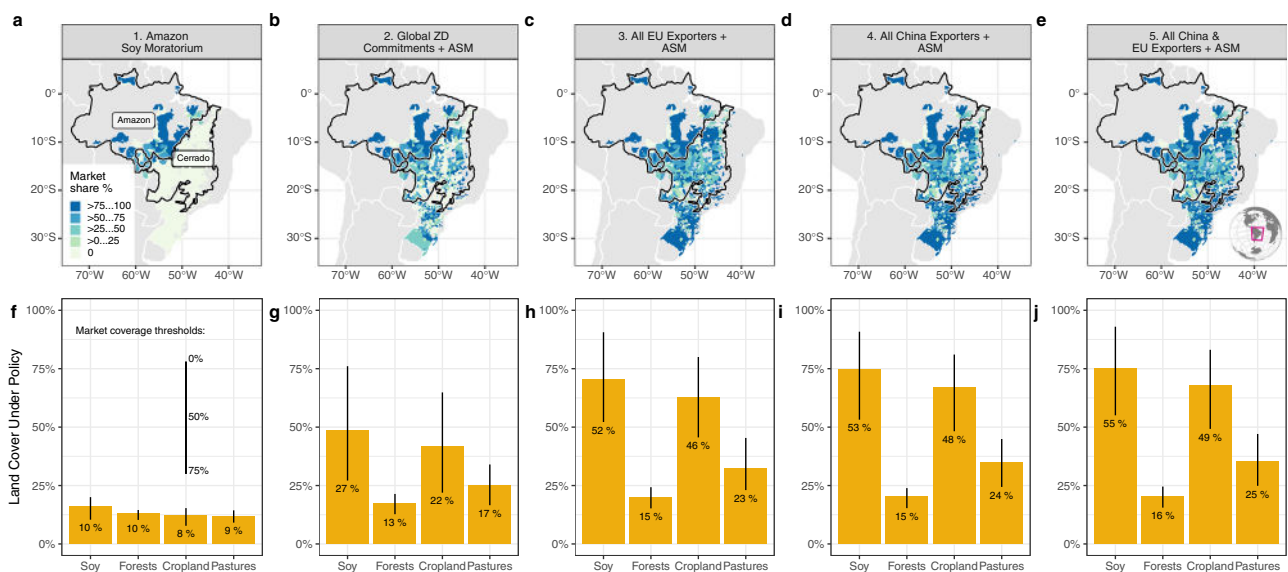 a
1. Amazon
Soy Moratorium
b
2. Global ZD
Commitments + ASM
c
3. All EU Exporters +
ASM
d
4. All China Exporters +
ASM
e
5. All China &
EU Exporters + ASM
0°
10°S
20°S
30°S
Amazon
Cerrado
Market
share %
>75...100
>50...75
>25...50
>0...25
0
70°W 60°W 50°W 40°W
0°
10°S
20°S
30°S
70°W 60°W 50°W 40°W
0°
10°S
20°S
30°S
70°W 60°W 50°W 40°W
0°
10°S
20°S
30°S
70°W 60°W 50°W 40°W
0°
10°S
20°S
30°S
70°W 60°W 50°W 40°W
f
Land Cover Under Policy
100%
75%
50%
25%
0%
Market coverage thresholds:
0%
50%
75%
10 %
10 %
8 %
9 %
Soy Forests Cropland Pastures
g
100%
75%
50%
25%
0%
27 %
13 %
22 %
17 %
Soy Forests Cropland Pastures
h
100%
75%
50%
25%
0%
52 %
15 %
46 %
23 %
Soy Forests Cropland Pastures
i
100%
75%
50%
25%
0%
53 %
15 %
48 %
24 %
Soy Forests Cropland Pastures
j
100%
75%
50%
25%
0%
55 %
16 %
49 %
25 %
Soy Forests Cropland Pastures